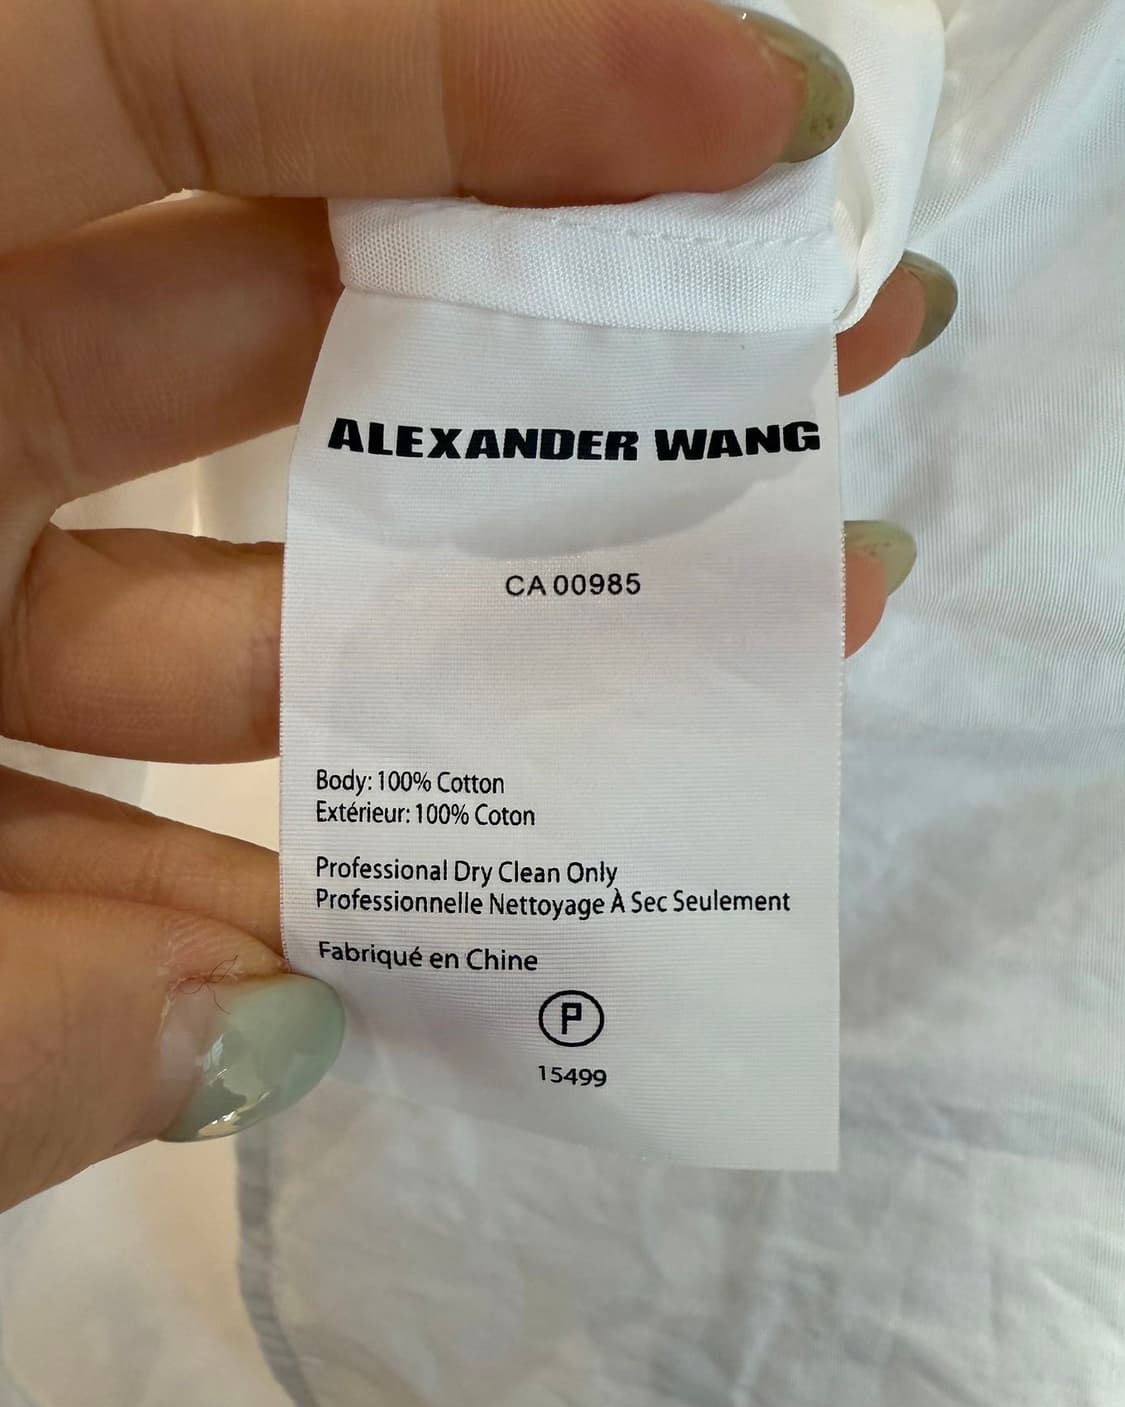 ALEXANDER WANG
CA 00985
Body: 100% Cotton
Extérieur: 100% Coton
Professional Dry Clean Only
Professionnelle Nettoyage À Sec Seulement
Fabriqué en Chine
P
15499